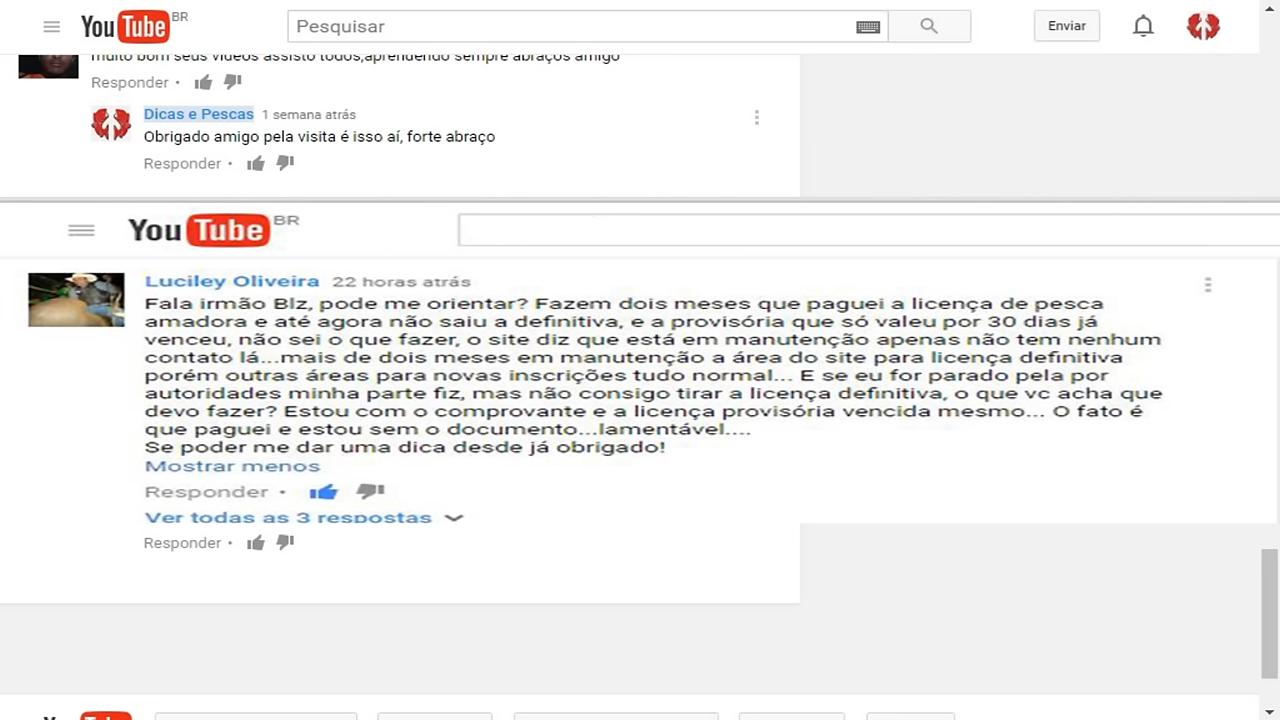 YouTube BR
Pesquisar
Enviar
muito bom seus videos assisto todos,aprendendo sempre abraços amigo
Responder •
Dicas e Pescas 1 semana atrás
Obrigado amigo pela visita é isso aí, forte abraço
Responder •
YouTube BR
Luciley Oliveira 22 horas atrás
Fala irmão Blz, pode me orientar? Fazem dois meses que paguei a licença de pesca
amadora e até agora não saiu a definitiva, e a provisória que só valeu por 30 dias já
venceu, não sei o que fazer, o site diz que está em manutenção apenas não tem nenhum
contato lá...mais de dois meses em manutenção a área do site para licença definitiva
porém outras áreas para novas inscrições tudo normal... E se eu for parado pela por
autoridades minha parte fiz, mas não consigo tirar a licença definitiva, o que vc acha que
devo fazer? Estou com o comprovante e a licença provisória vencida mesmo... O fato é
que paguei e estou sem o documento...lamentável....
Se poder me dar uma dica desde já obrigado!
Mostrar menos
Responder •
Ver todas as 3 respostas
Responder •